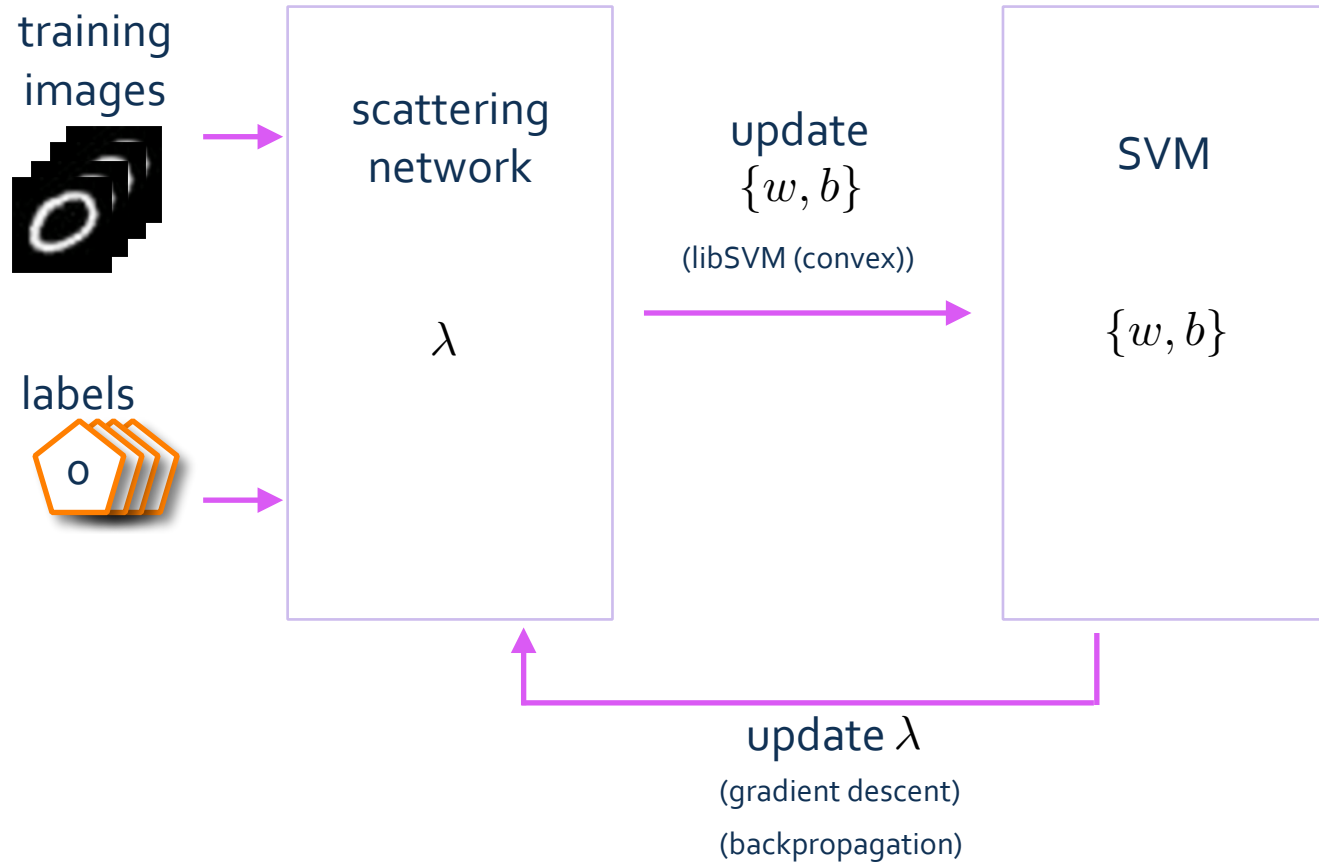 training
images
scattering
network
λ
labels
0
update
{w, b}
(libSVM (convex))
SVM
{w, b}
update λ
(gradient descent)
(backpropagation)